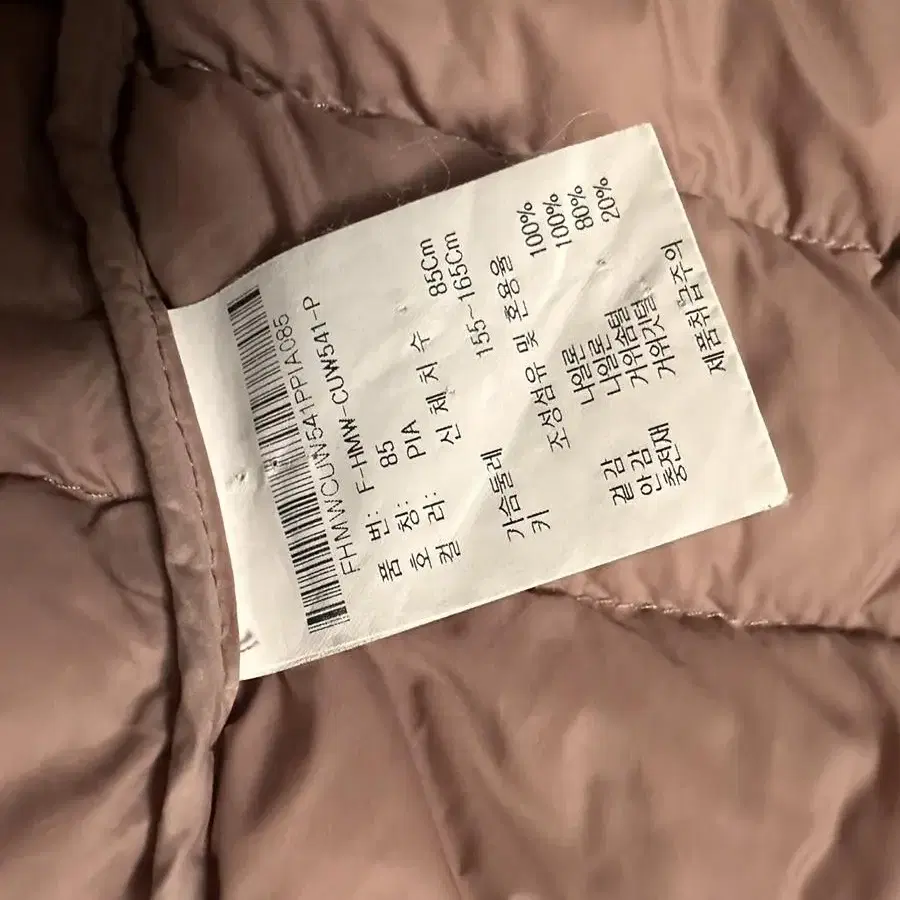 FHMWCUW541PPIA085
품 번: F-HMW-CUW541-P
호 칭: 85
컬 러: PIA
신 체 치 수
가슴둘레 85Cm
키 155~165Cm
조성섬유 및 혼용율
겉감 나일론 100%
안감 나일론 100%
충전재 거위솜털 80%
거위깃털 20%
제품취급주의